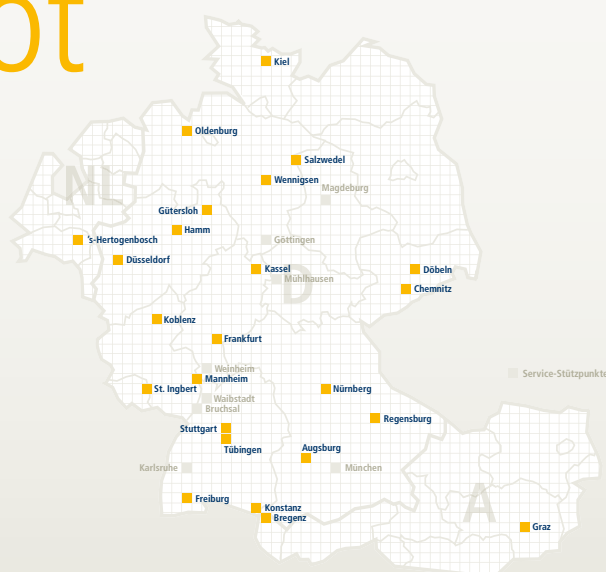 pt
Kiel
Oldenburg
Salzwedel
Wennigsen
Magdeburg
NL
Gütersloh
Hamm
's-Hertogenbosch
Göttingen
Düsseldorf
Kassel
Mühlhausen
D
Döbeln
Chemnitz
Koblenz
Frankfurt
Weinheim
Mannheim
St. Ingbert
Waibstadt
Bruchsal
Nürnberg
Service-Stützpunkte
Regensburg
Stuttgart
Tübingen
Augsburg
Karlsruhe
München
Freiburg
Konstanz
Bregenz
A
Graz